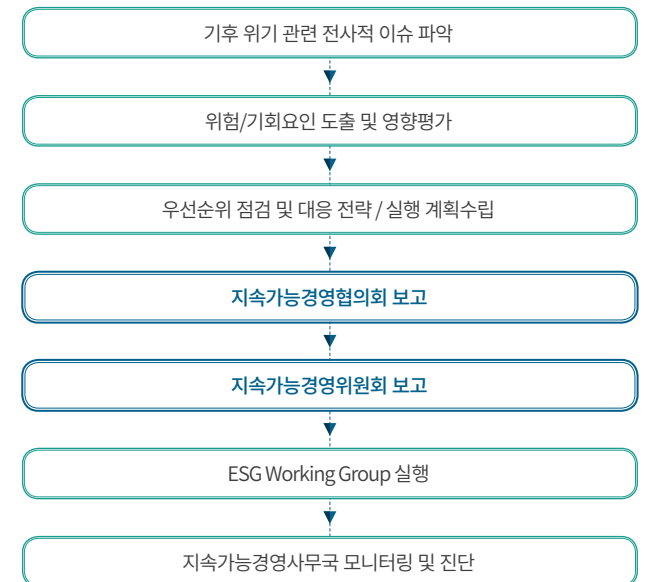 기후 위기 관련 전사적 이슈 파악
위험/기회요인 도출 및 영향평가
우선순위 점검 및 대응 전략 / 실행 계획수립
지속가능경영협의회 보고
지속가능경영위원회 보고
ESG Working Group 실행
지속가능경영사무국 모니터링 및 진단